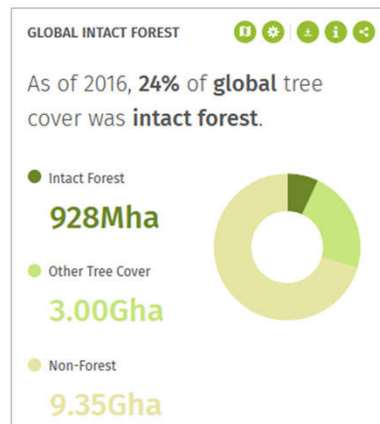 GLOBAL INTACT FOREST
As of 2016, 24% of global tree
cover was intact forest.
Intact Forest
928Mha
Other Tree Cover
3.00Gha
Non-Forest
9.35Gha